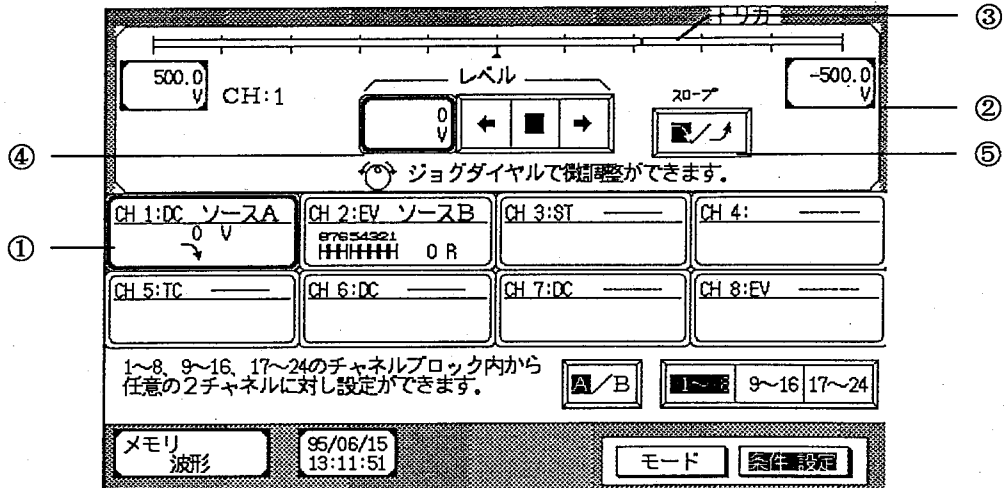 トリガ
③
500.0
V
CH:1
レベル
0
V
← ■ →
スロープ
-500.0
V
②
④
⑤
ジョグダイヤルで微調整ができます.
①
CH 1:DC ソースA
0 V
CH 2:EV ソースB
87654321
HHHHHHHH 0 R
CH 3:ST ────
CH 4: ────
CH 5:TC ────
CH 6:DC ────
CH 7:DC ────
CH 8:EV ────
1〜8、9〜16、17〜24のチャネルブロック内から
任意の2チャネルに対し設定ができます.
A/B
1〜8 9〜16 17〜24
メモリ
波形
95/06/15
13:11:51
モード
条件 設定